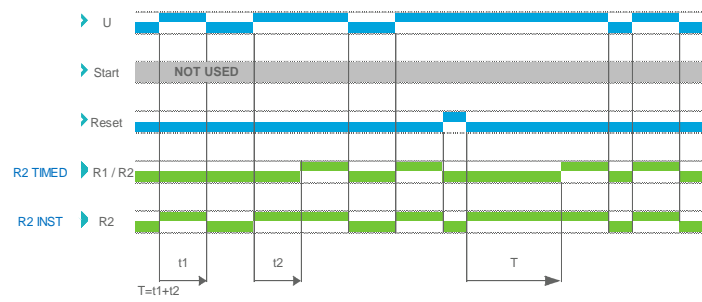 U
Start
NOT USED
Reset
R2 TIMED R1 / R2
R2 INST R2
t1 t2 T
T=t1+t2